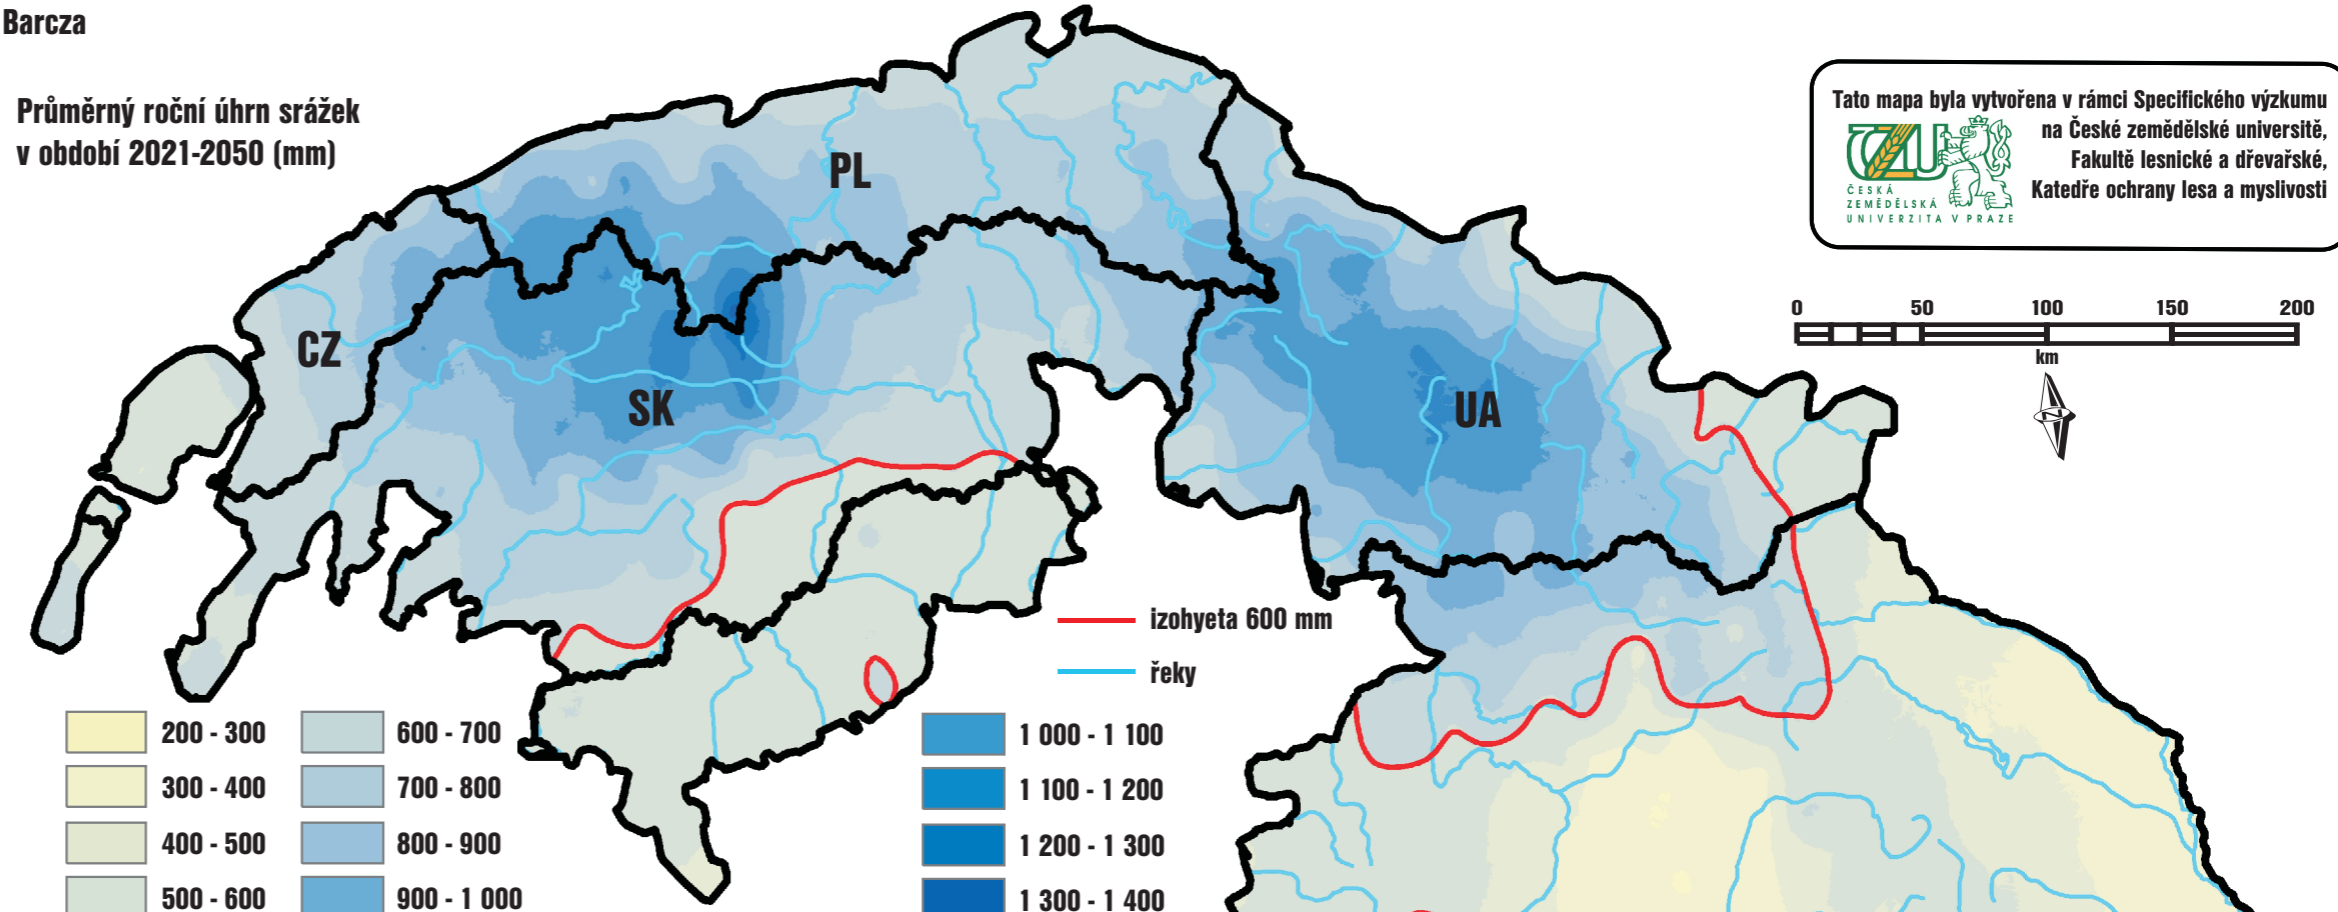 Barcza
Průměrný roční úhrn srážek
v období 2021-2050 (mm)
Tato mapa byla vytvořena v rámci Specifického výzkumu
na České zemědělské universitě,
Fakultě lesnické a dřevařské,
Katedře ochrany lesa a myslivosti
ČZU
ČESKÁ
ZEMĚDĚLSKÁ
UNIVERZITA V PRAZE
0 50 100 150 200
km
N
PL
CZ
SK
UA
izohyeta 600 mm
řeky
200 - 300
300 - 400
400 - 500
500 - 600
600 - 700
700 - 800
800 - 900
900 - 1 000
1 000 - 1 100
1 100 - 1 200
1 200 - 1 300
1 300 - 1 400